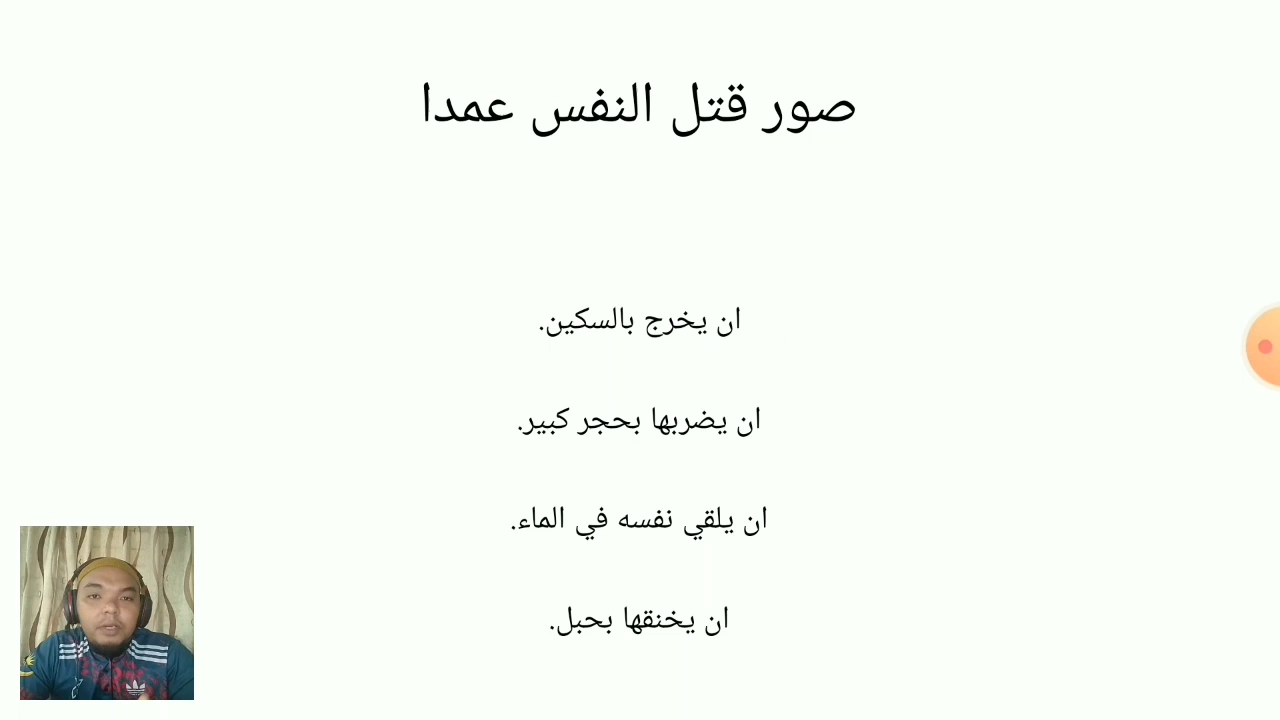 صور قتل النفس عمدا
ان يخرج بالسكين.
ان يضربها بحجر كبير.
ان يلقي نفسه في الماء.
ان يخنقها بحبل.